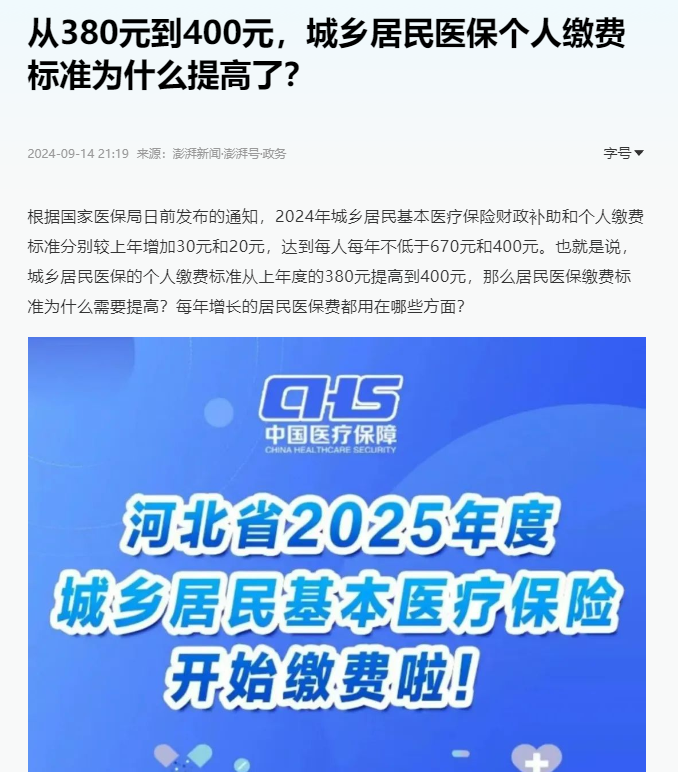 从380元到400元，城乡居民医保个人缴费
标准为什么提高了？
2024-09-14 21:19 来源：澎湃新闻·澎湃号·政务
字号
根据国家医保局日前发布的通知，2024年城乡居民基本医疗保险财政补助和个人缴费
标准分别较上年增加30元和20元，达到每人每年不低于670元和400元。也就是说，
城乡居民医保的个人缴费标准从上年度的380元提高到400元，那么居民医保缴费标
准为什么需要提高？每年增长的居民医保费都用在哪些方面？
CHS
中国医疗保障
CHINA HEALTHCARE SECURITY
河北省2025年度
城乡居民基本医疗保险
开始缴费啦！